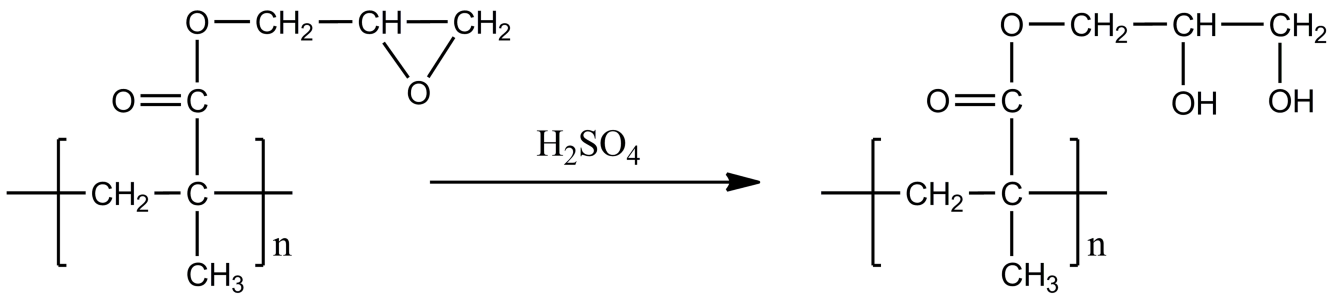 O—CH₂—CH—CH₂ O—CH₂—CH—CH₂
O
O=C O=C OH OH
H₂SO₄
CH₂—C CH₂—C
n n
CH₃ CH₃